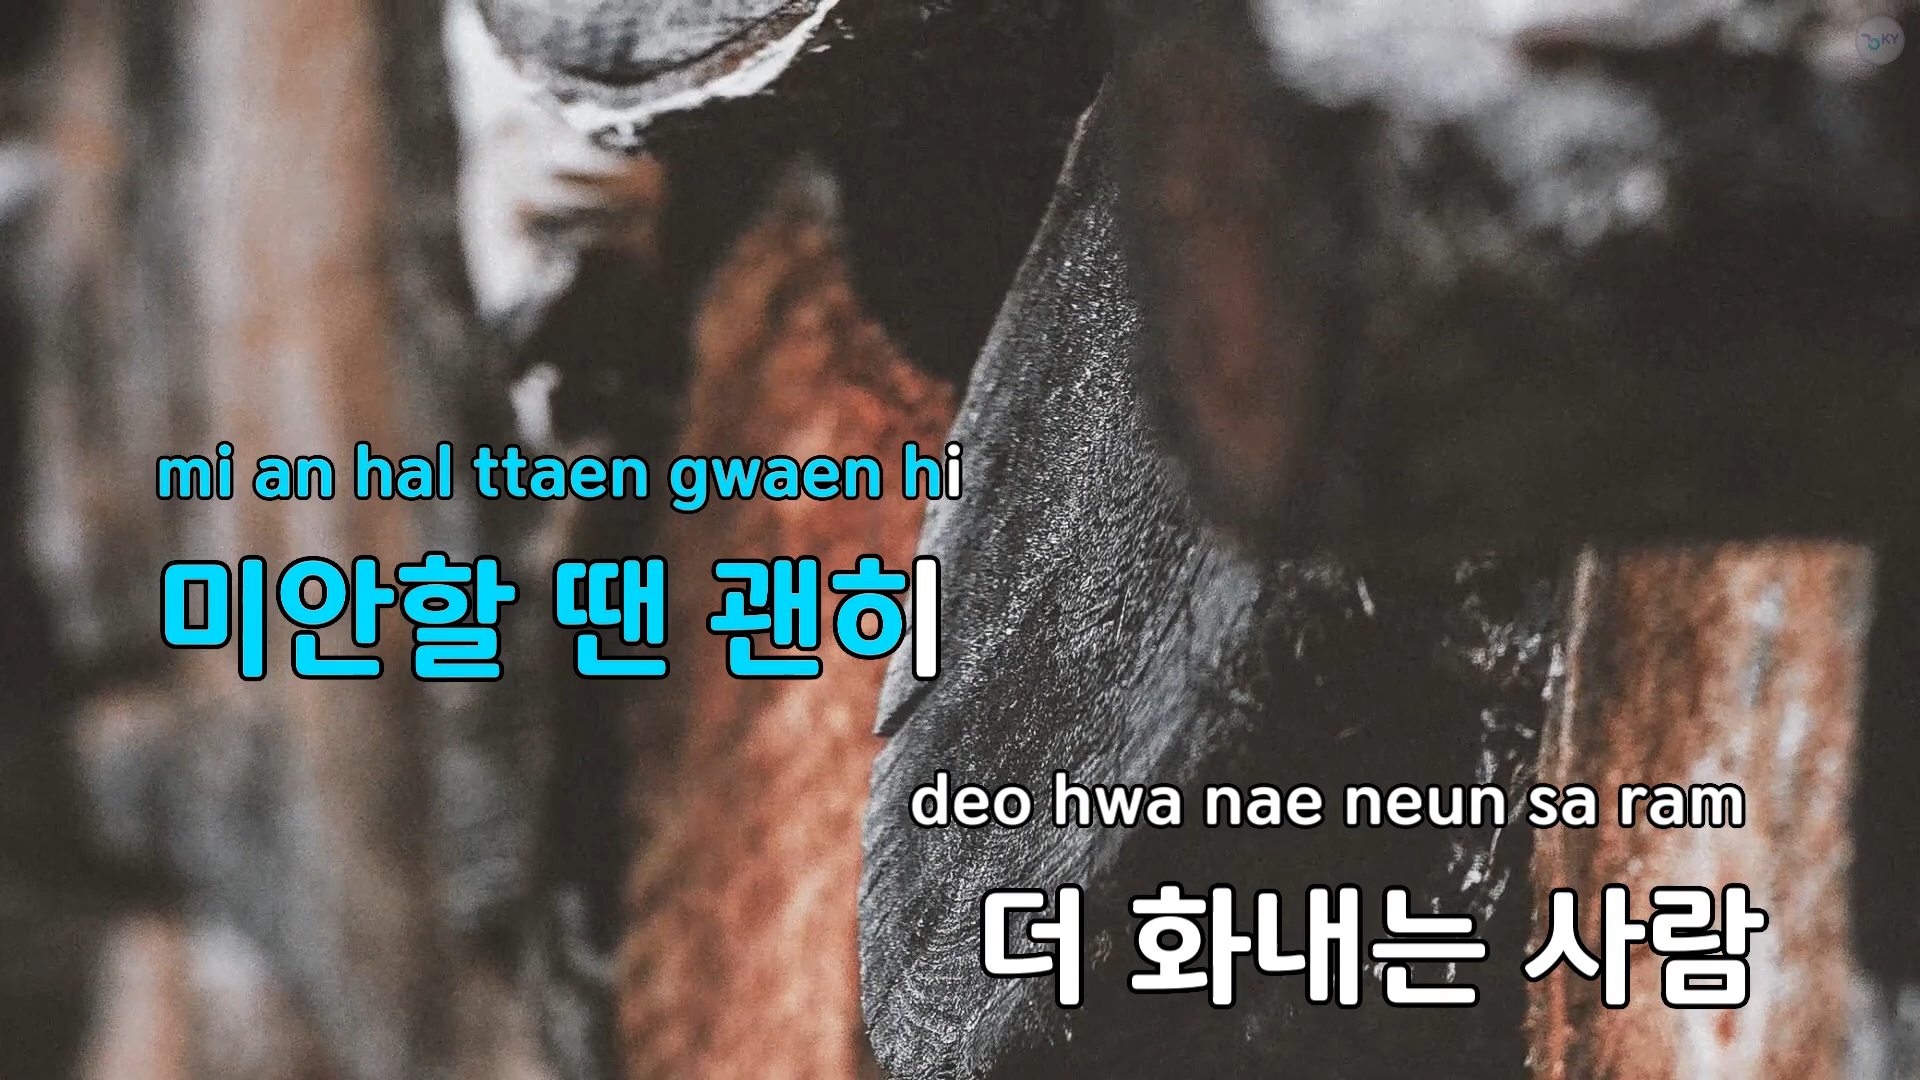 KY
mi an hal ttaen gwaen hi
미안할 땐 괜히
deo hwa nae neun sa ram
더 화내는 사람